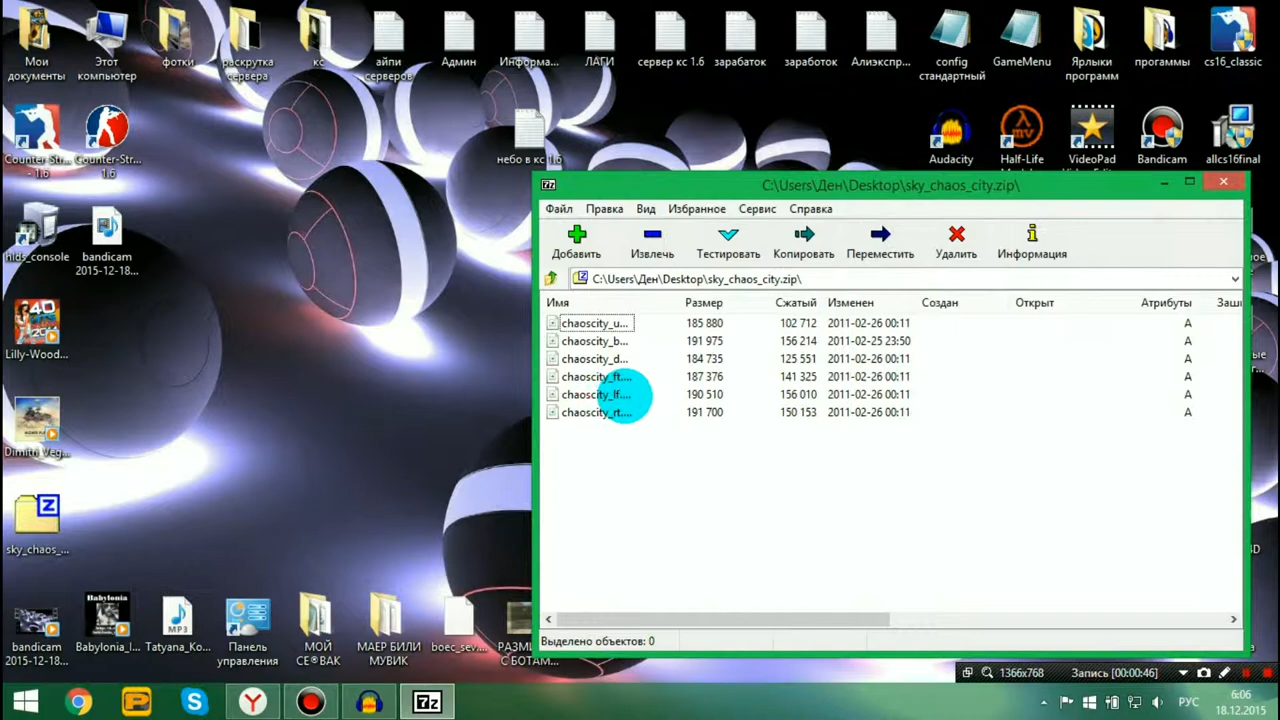 Мои документы
Этот компьютер
фотки
раскрутка сервера
кс
айпи серверов
Админ
Информа...
ЛАГИ
сервер кс 1.6
зарабаток
заработок
Алиэкспр...
config стандартный
GameMenu
Ярлыки программ
прогаммы
cs16_classic
Counter-Str... - 1.6
Counter-Str... 1.6
небо в кс 1.6
Audacity
Half-Life
VideoPad
Bandicam
allcs16final
hlds_console
bandicam 2015-12-18...
Lilly-Wood...
Dimitri_Veg...
sky_chaos_...
C:\Users\Ден\Desktop\sky_chaos_city.zip\
Файл Правка Вид Избранное Сервис Справка
Добавить Извлечь Тестировать Копировать Переместить Удалить Информация
C:\Users\Ден\Desktop\sky_chaos_city.zip\
Имя Размер Сжатый Изменен Создан Открыт Атрибуты Заши
chaoscity_u... 185 880 102 712 2011-02-26 00:11 A
chaoscity_b... 191 975 156 214 2011-02-25 23:50 A
chaoscity_d... 184 735 125 551 2011-02-26 00:11 A
chaoscity_ft.... 187 376 141 325 2011-02-26 00:11 A
chaoscity_lf.... 190 510 156 010 2011-02-26 00:11 A
chaoscity_rt.... 191 700 150 153 2011-02-26 00:11 A
Выделено объектов: 0
bandicam 2015-12-18...
Babylonia_I...
Tatyana_Ko...
Панель управления
МОЙ СЕ®ВАК
МАЕР БИЛИ МУВИК
boec_sev...
С БОТАМ...
1366x768 Запись [00:00:46]
РУС
6:06
18.12.2015